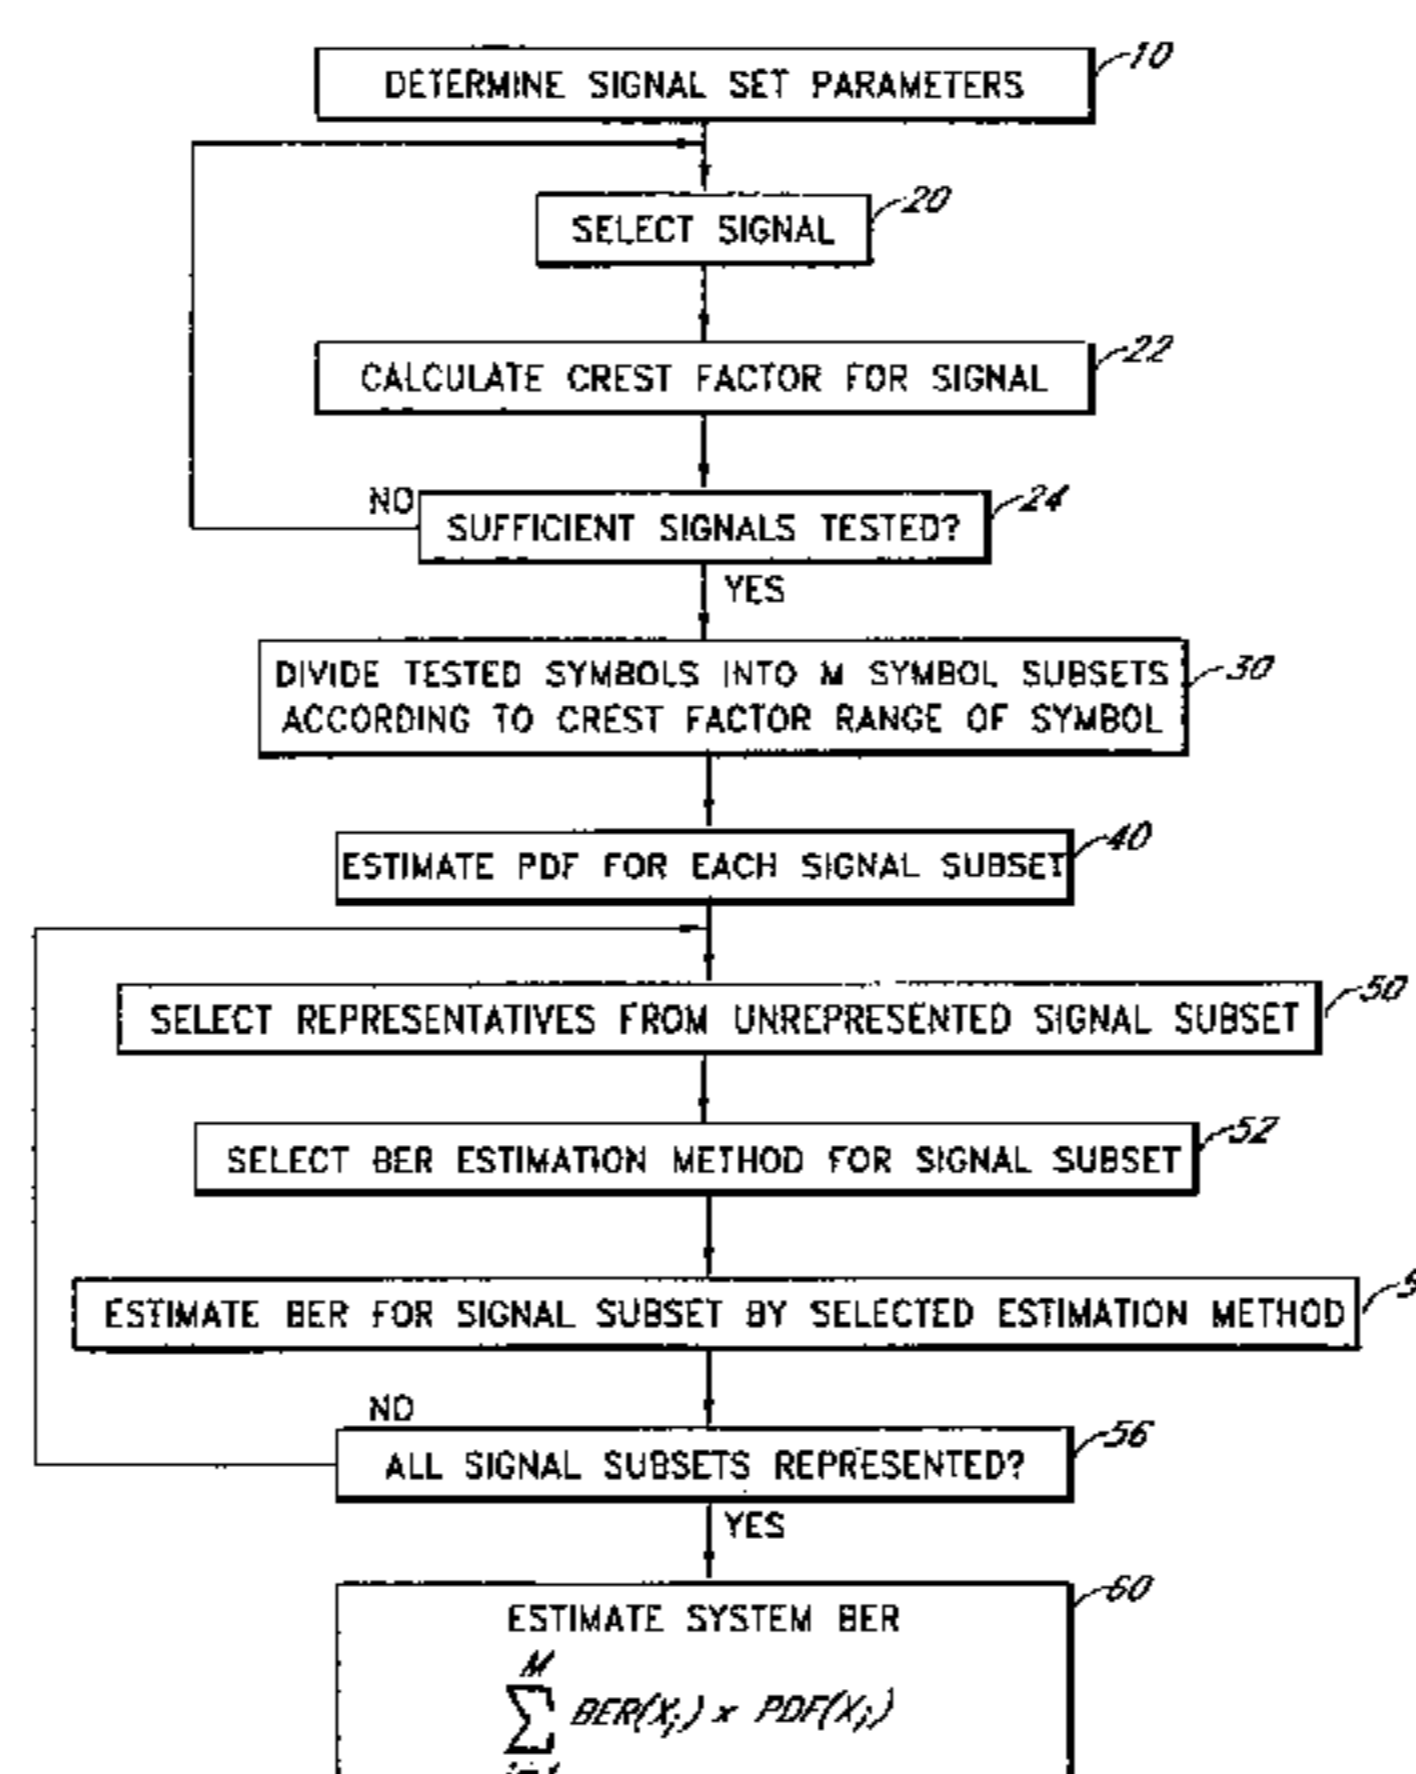 DETERMINE SIGNAL SET PARAMETERS
10
SELECT SIGNAL
20
CALCULATE CREST FACTOR FOR SIGNAL
22
NO
SUFFICIENT SIGNALS TESTED?
24
YES
DIVIDE TESTED SYMBOLS INTO M SYMBOL SUBSETS
ACCORDING TO CREST FACTOR RANGE OF SYMBOL
30
ESTIMATE PDF FOR EACH SIGNAL SUBSET
40
SELECT REPRESENTATIVES FROM UNREPRESENTED SIGNAL SUBSET
50
SELECT BER ESTIMATION METHOD FOR SIGNAL SUBSET
52
ESTIMATE BER FOR SIGNAL SUBSET BY SELECTED ESTIMATION METHOD
NO
ALL SIGNAL SUBSETS REPRESENTED?
56
YES
60
ESTIMATE SYSTEM BER
M
∑ BER(Xi) x PDF(Xi)